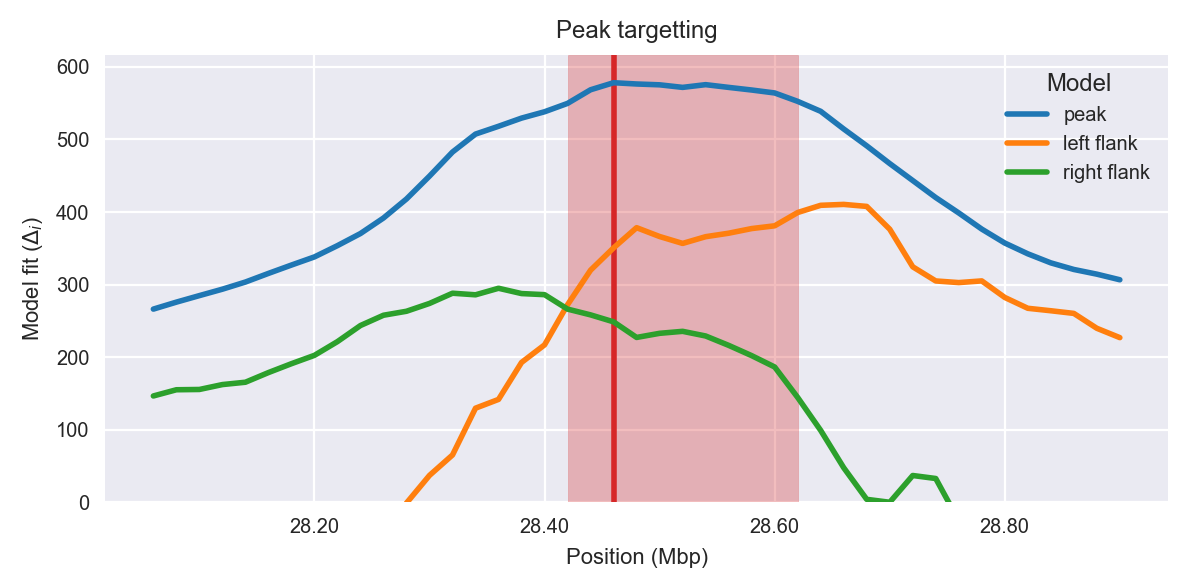 Peak targetting
600
500
400
300
200
100
0
Model fit (Δi)
28.20 28.40 28.60 28.80
Position (Mbp)
Model
peak
left flank
right flank